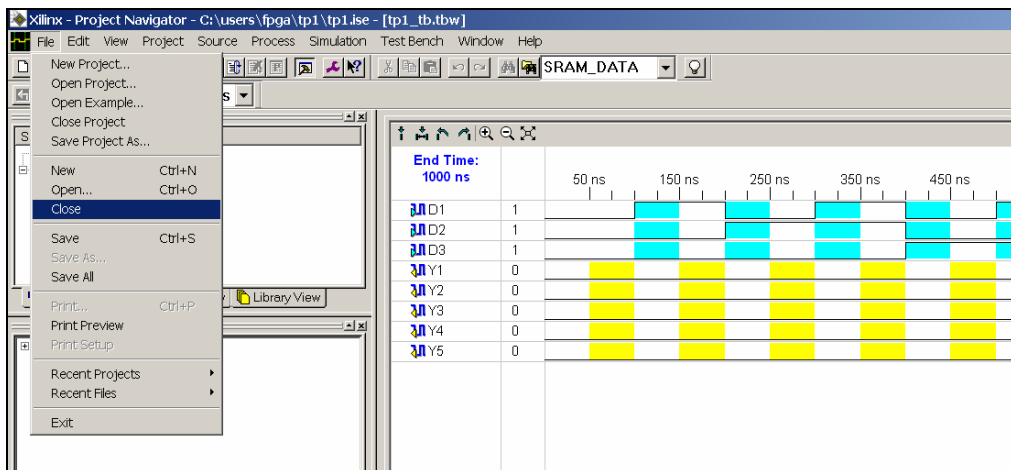 Xilinx - Project Navigator - C:\users\fpga\tp1\tp1.ise - [tp1_tb.tbw]
File Edit View Project Source Process Simulation Test Bench Window Help
SRAM_DATA
New Project...
Open Project...
Open Example...
Close Project
Save Project As...
New Ctrl+N
Open... Ctrl+O
Close
Save Ctrl+S
Save As...
Save All
Print... Ctrl+P
Print Preview
Print Setup
Recent Projects
Recent Files
Exit
s
S
Library View
End Time:
1000 ns
50 ns 150 ns 250 ns 350 ns 450 ns
D1 1
D2 1
D3 1
Y1 0
Y2 0
Y3 0
Y4 0
Y5 0